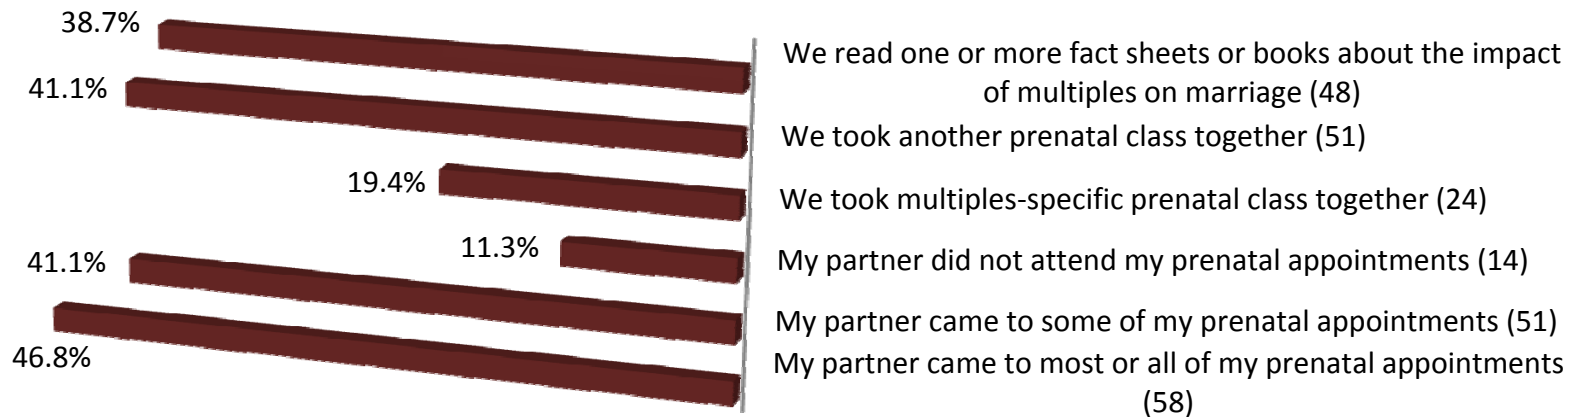 38.7%
We read one or more fact sheets or books about the impact
of multiples on marriage (48)
41.1%
We took another prenatal class together (51)
19.4%
We took multiples-specific prenatal class together (24)
11.3%
My partner did not attend my prenatal appointments (14)
41.1%
My partner came to some of my prenatal appointments (51)
46.8%
My partner came to most or all of my prenatal appointments
(58)